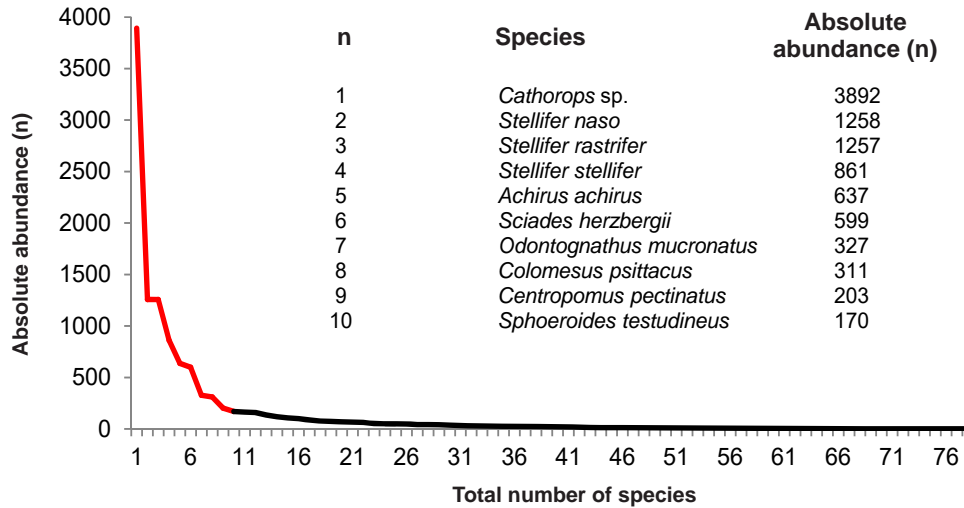 n Species Absolute abundance (n)
1 Cathorops sp. 3892
2 Stellifer naso 1258
3 Stellifer rastrifer 1257
4 Stellifer stellifer 861
5 Achirus achirus 637
6 Sciades herzbergii 599
7 Odontognathus mucronatus 327
8 Colomesus psittacus 311
9 Centropomus pectinatus 203
10 Sphoeroides testudineus 170
Absolute abundance (n)
4000
3500
3000
2500
2000
1500
1000
500
0
1 6 11 16 21 26 31 36 41 46 51 56 61 66 71 76
Total number of species